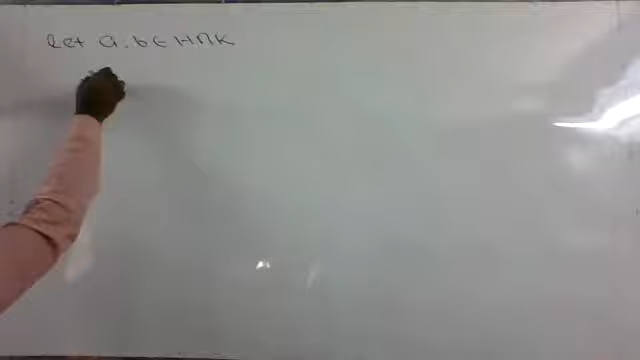 let a, b ∈ H ∩ K